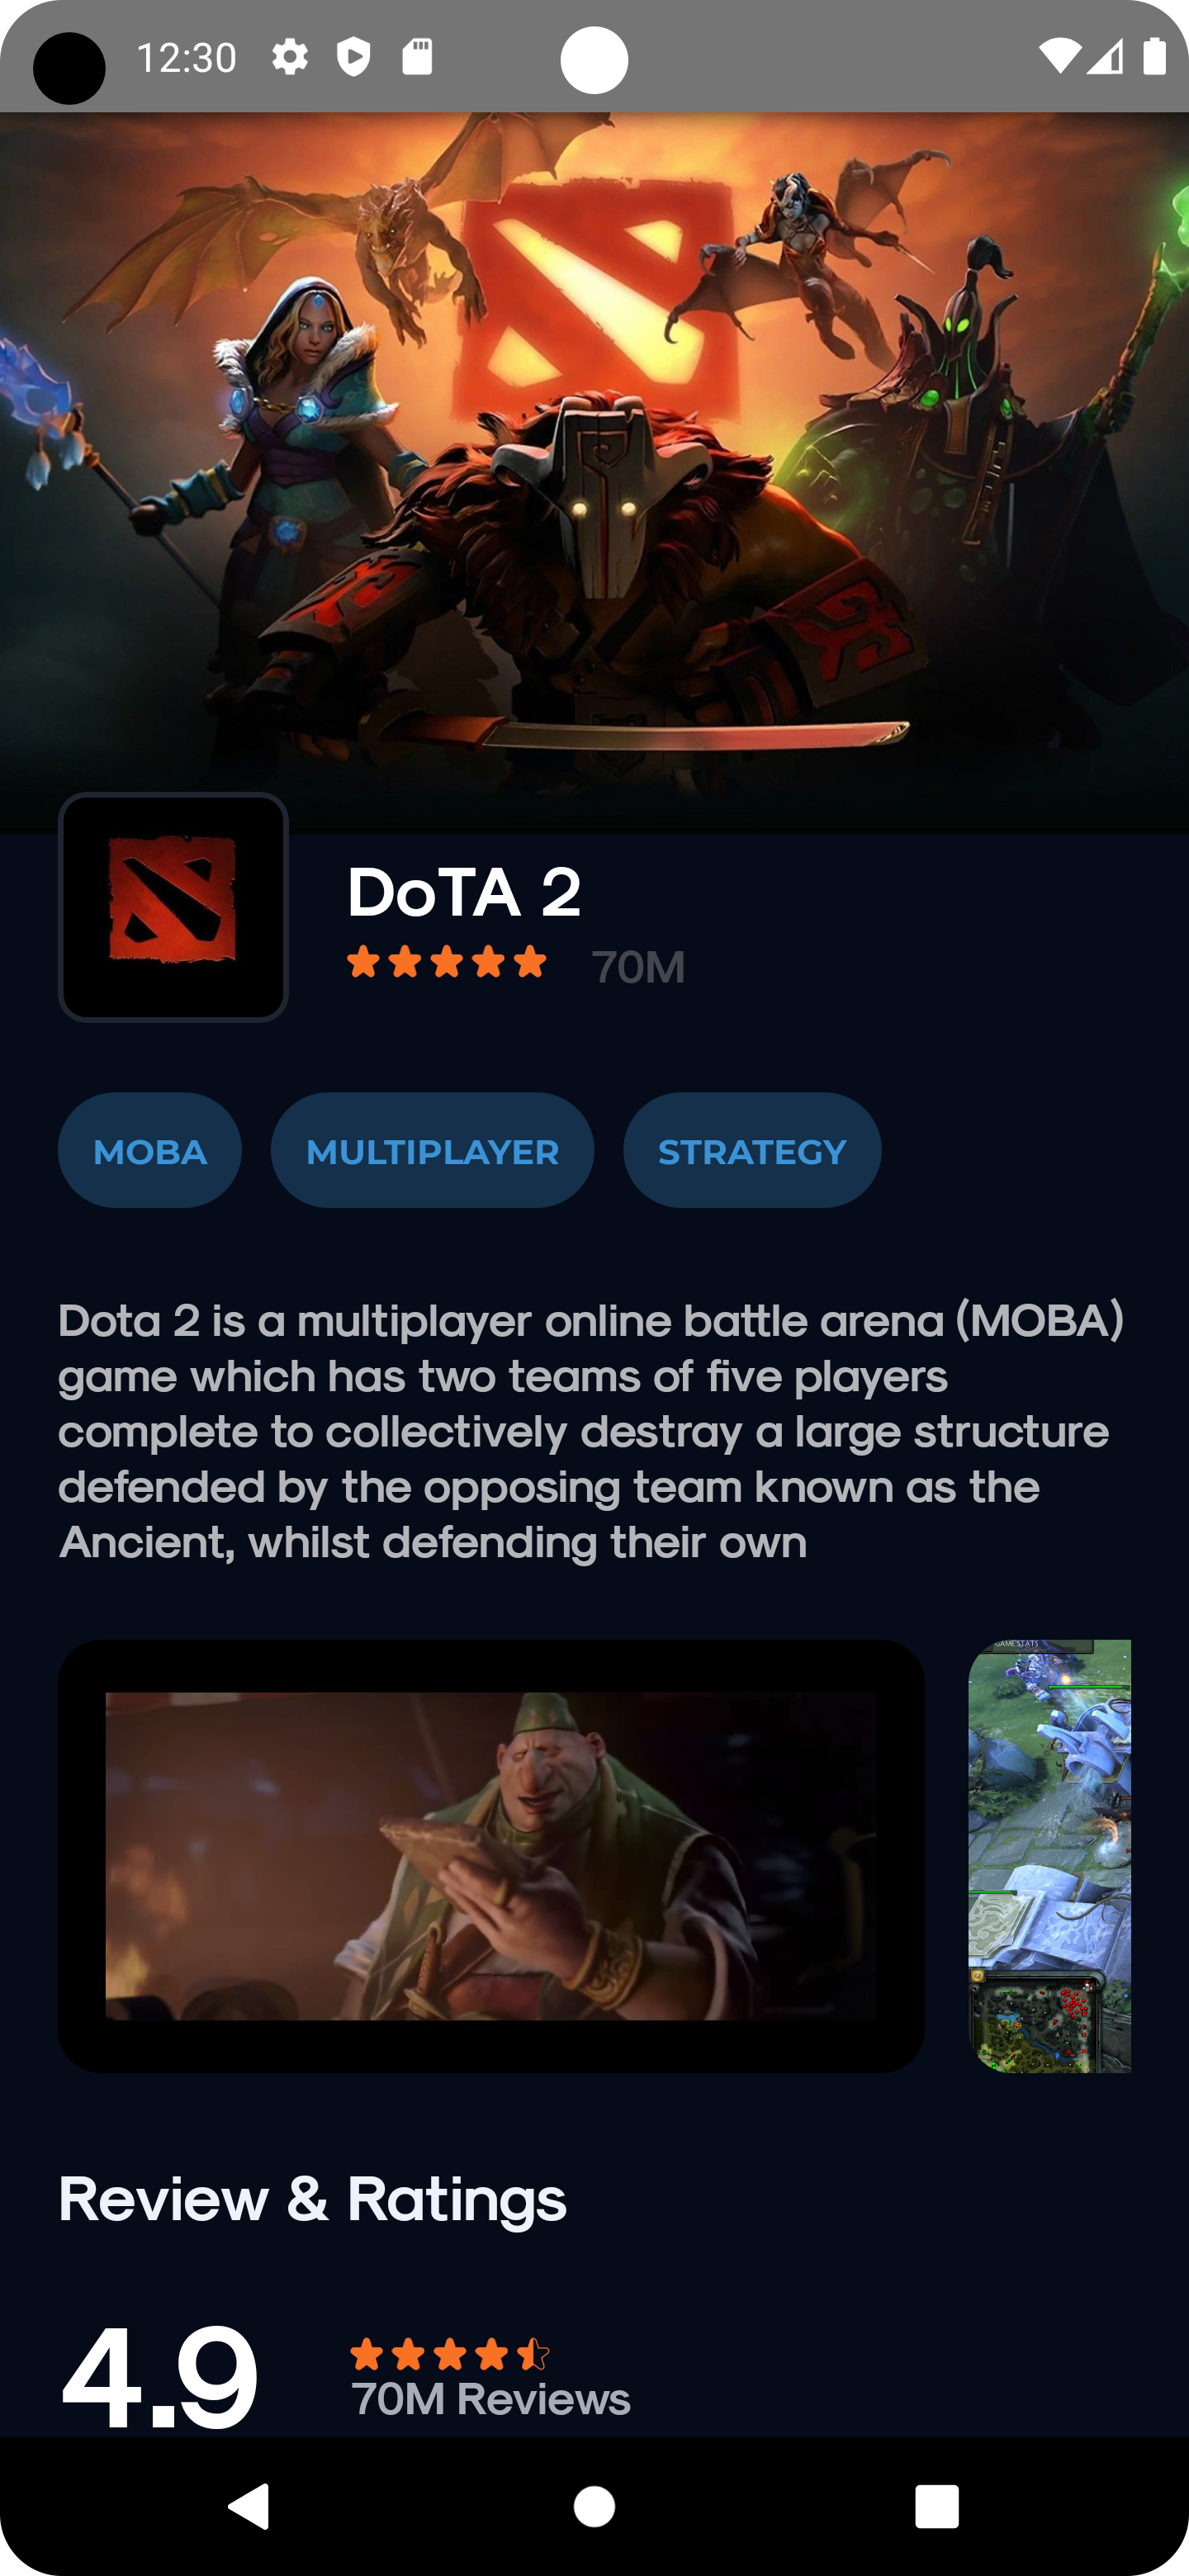 12:30
DoTA 2
70M
MOBA MULTIPLAYER STRATEGY
Dota 2 is a multiplayer online battle arena (MOBA)
game which has two teams of five players
complete to collectively destray a large structure
defended by the opposing team known as the
Ancient, whilst defending their own
GAME STATS
Review & Ratings
4.9
70M Reviews